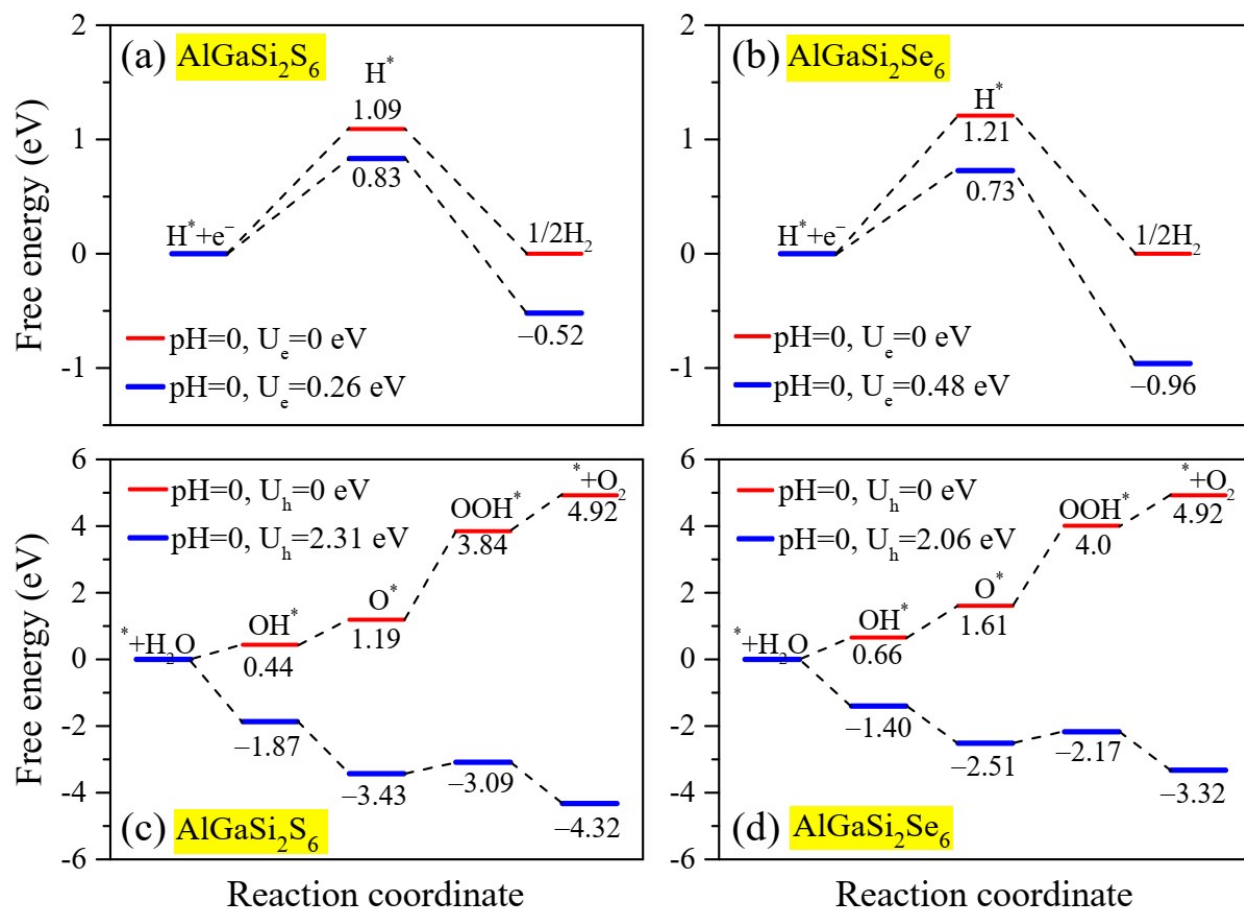 (a) AlGaSi₂S₆
H*
1.09
0.83
H*+e⁻
1/2H₂
−0.52
pH=0, Uₑ=0 eV
pH=0, Uₑ=0.26 eV
2
1
0
-1
Free energy (eV)
(b) AlGaSi₂Se₆
H*
1.21
0.73
H*+e⁻
1/2H₂
−0.96
pH=0, Uₑ=0 eV
pH=0, Uₑ=0.48 eV
2
1
0
-1
pH=0, Uₕ=0 eV
pH=0, Uₕ=2.31 eV
*+O₂
4.92
OOH*
3.84
O*
1.19
OH*
0.44
*+H₂O
−1.87
−3.43
−3.09
−4.32
(c) AlGaSi₂S₆
6
4
2
0
-2
-4
-6
Free energy (eV)
Reaction coordinate
pH=0, Uₕ=0 eV
pH=0, Uₕ=2.06 eV
*+O₂
4.92
OOH*
4.0
O*
1.61
OH*
0.66
*+H₂O
−1.40
−2.51
−2.17
−3.32
(d) AlGaSi₂Se₆
6
4
2
0
-2
-4
-6
Reaction coordinate